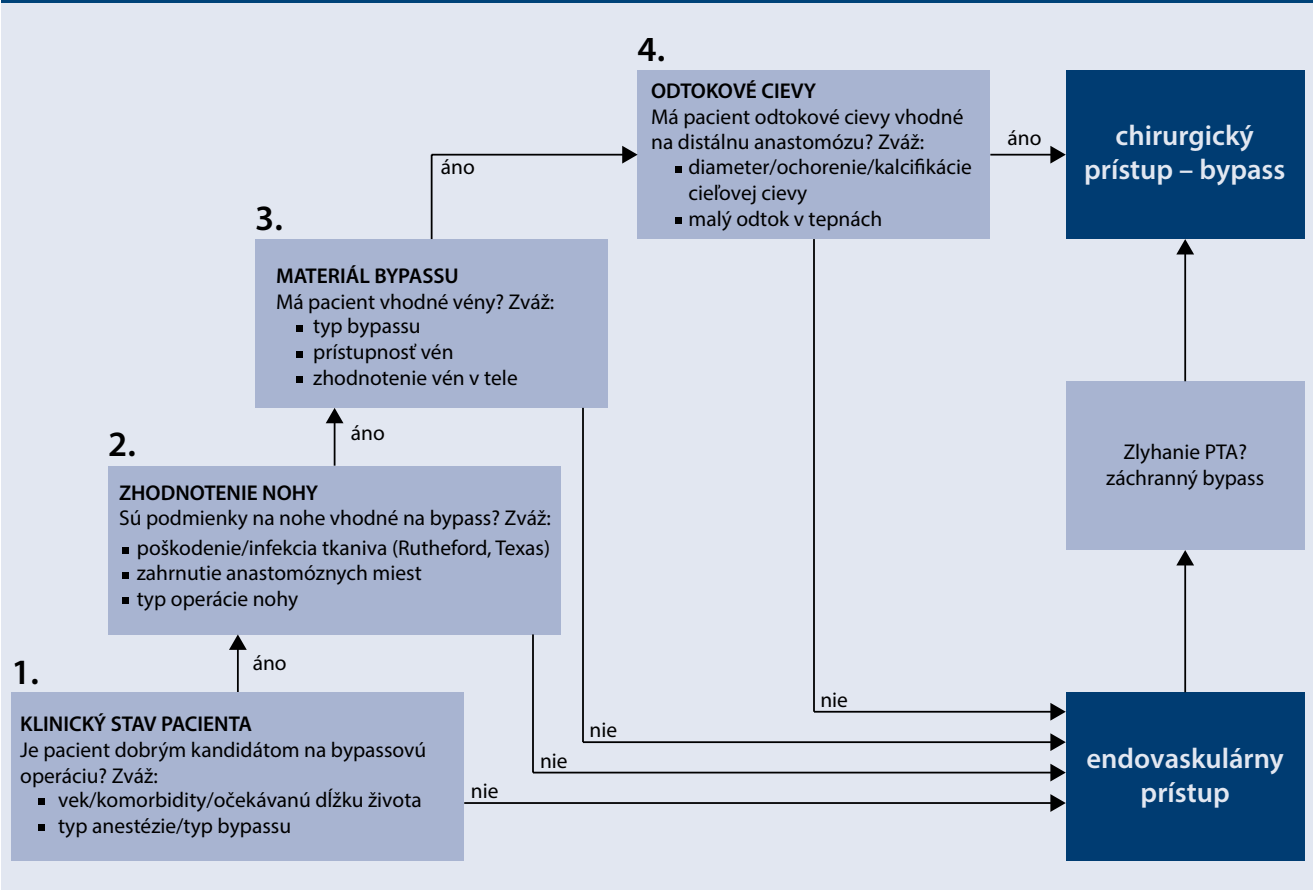 4.
ODTOKOVÉ CIEVY
Má pacient odtokové cievy vhodné
na distálnu anastomózu? Zváž:
▪ diameter/ochorenie/kalcifikácie
cieľovej cievy
▪ malý odtok v tepnách
áno
chirurgický
prístup – bypass
áno
3.
MATERIÁL BYPASSU
Má pacient vhodné vény? Zváž:
▪ typ bypassu
▪ prístupnosť vén
▪ zhodnotenie vén v tele
áno
2.
ZHODNOTENIE NOHY
Sú podmienky na nohe vhodné na bypass? Zváž:
▪ poškodenie/infekcia tkaniva (Rutheford, Texas)
▪ zahrnutie anastomóznych miest
▪ typ operácie nohy
Zlyhanie PTA?
záchranný bypass
áno
1.
KLINICKÝ STAV PACIENTA
Je pacient dobrým kandidátom na bypassovú
operáciu? Zváž:
▪ vek/komorbidity/očekávanú dĺžku života
▪ typ anestézie/typ bypassu
nie
nie
nie
nie
endovaskulárny
prístup